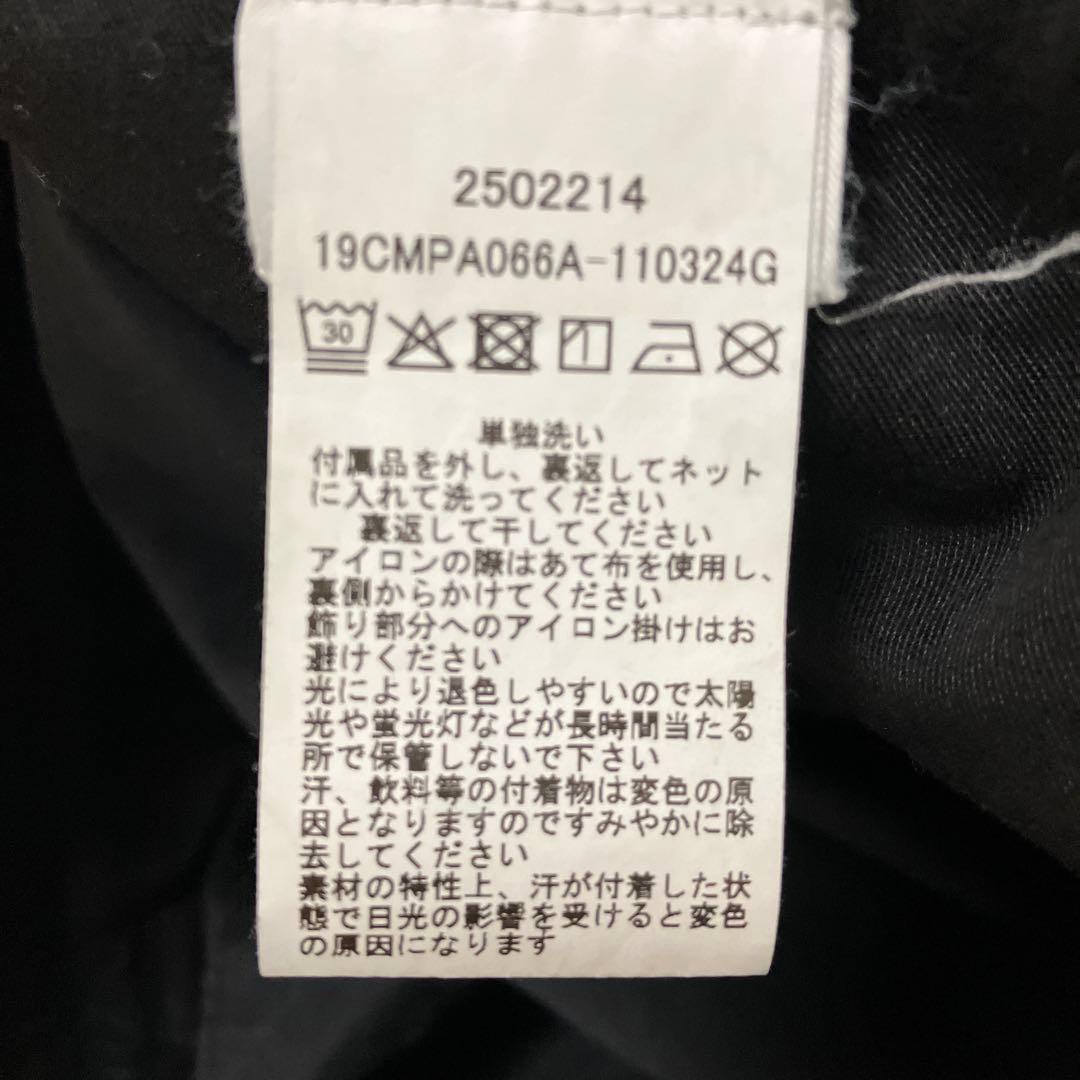 2502214
19CMPA066A-110324G
30
単独洗い
付属品を外し、裏返してネット
に入れて洗ってください
裏返して干してください
アイロンの際はあて布を使用し、
裏側からかけてください
飾り部分へのアイロン掛けはお
避けください
光により退色しやすいので太陽
光や蛍光灯などが長時間当たる
所で保管しないで下さい
汗、飲料等の付着物は変色の原
因となりますのですみやかに除
去してください
素材の特性上、汗が付着した状
態で日光の影響を受けると変色
の原因になります